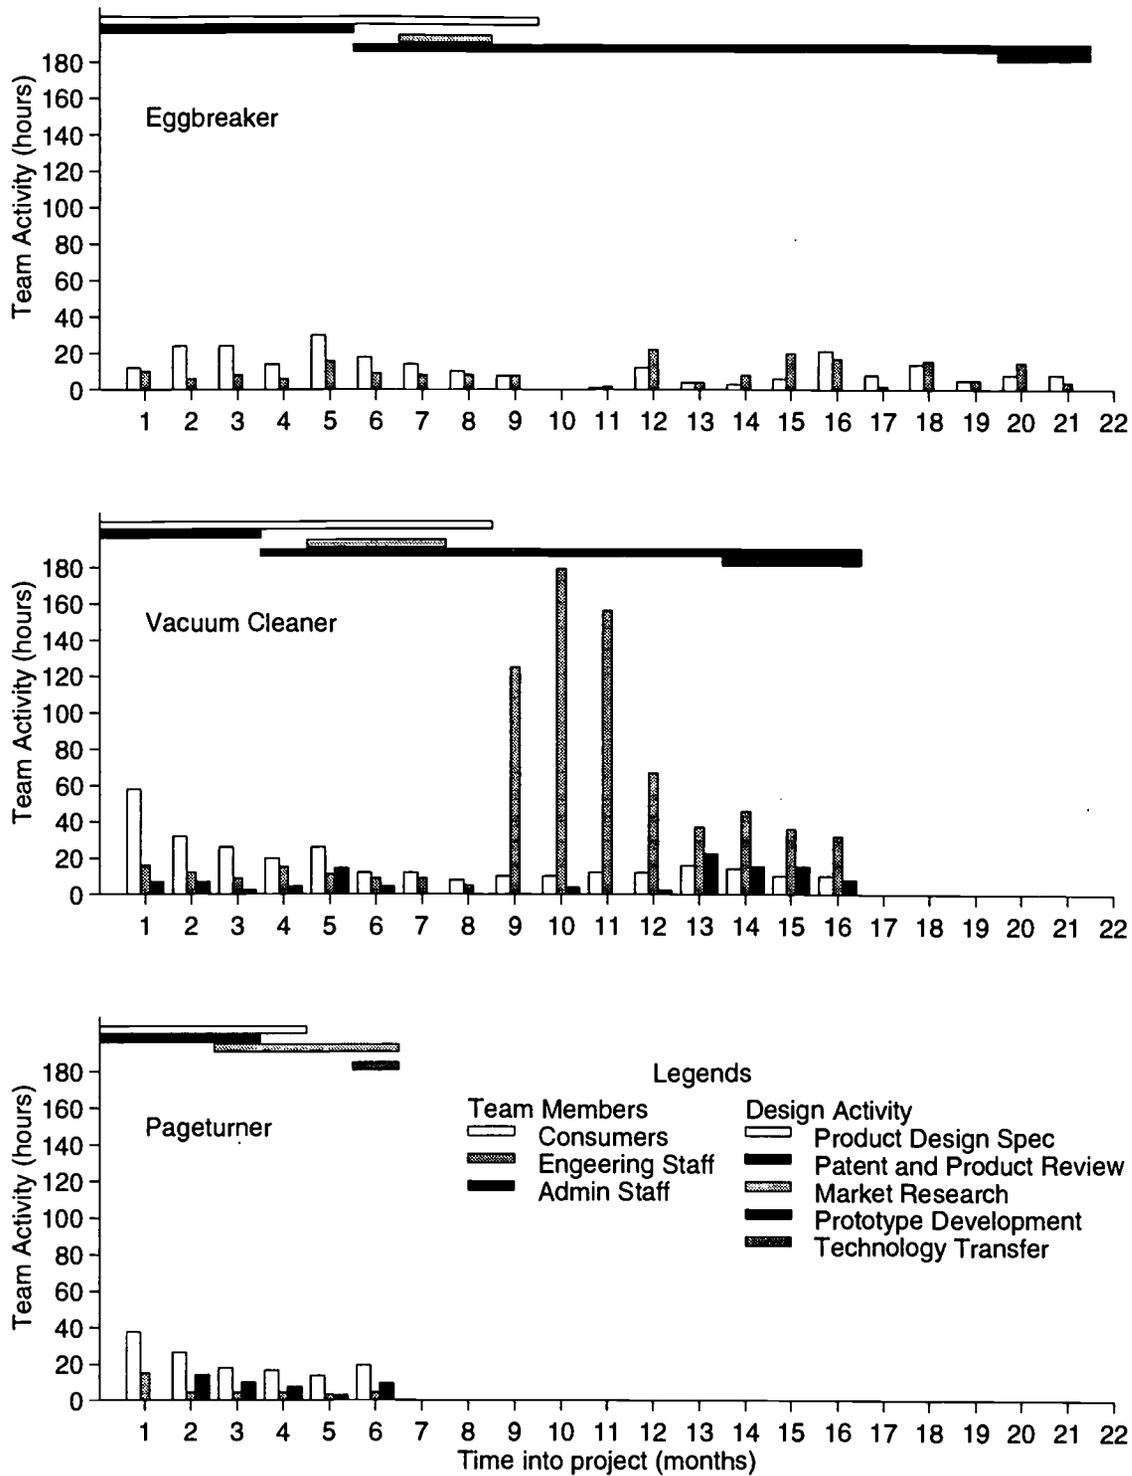 180
160
140
120
100
80
60
40
20
0
Team Activity (hours)
Eggbreaker
1 2 3 4 5 6 7 8 9 10 11 12 13 14 15 16 17 18 19 20 21 22
180
160
140
120
100
80
60
40
20
0
Team Activity (hours)
Vacuum Cleaner
1 2 3 4 5 6 7 8 9 10 11 12 13 14 15 16 17 18 19 20 21 22
180
160
140
120
100
80
60
40
20
0
Team Activity (hours)
Pageturner
Legends
Team Members
Consumers
Engeering Staff
Admin Staff
Design Activity
Product Design Spec
Patent and Product Review
Market Research
Prototype Development
Technology Transfer
1 2 3 4 5 6 7 8 9 10 11 12 13 14 15 16 17 18 19 20 21 22
Time into project (months)